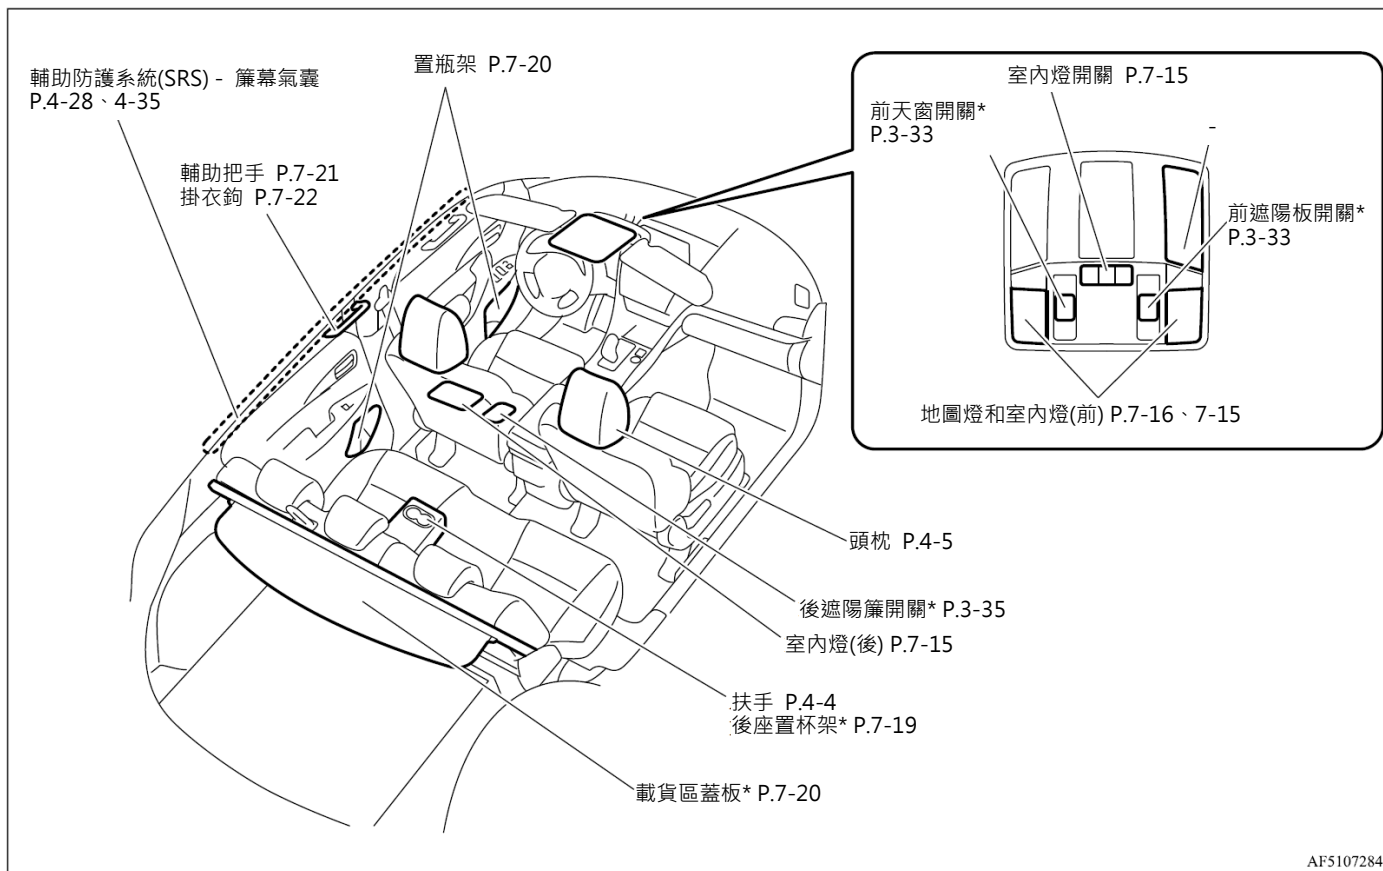 輔助防護系統(SRS) - 簾幕氣囊
P.4-28、4-35
置瓶架 P.7-20
輔助把手 P.7-21
掛衣鉤 P.7-22
室內燈開關 P.7-15
前天窗開關*
P.3-33
-
前遮陽板開關*
P.3-33
地圖燈和室內燈(前) P.7-16、7-15
頭枕 P.4-5
後遮陽簾開關* P.3-35
室內燈(後) P.7-15
扶手 P.4-4
後座置杯架* P.7-19
載貨區蓋板* P.7-20
AF5107284